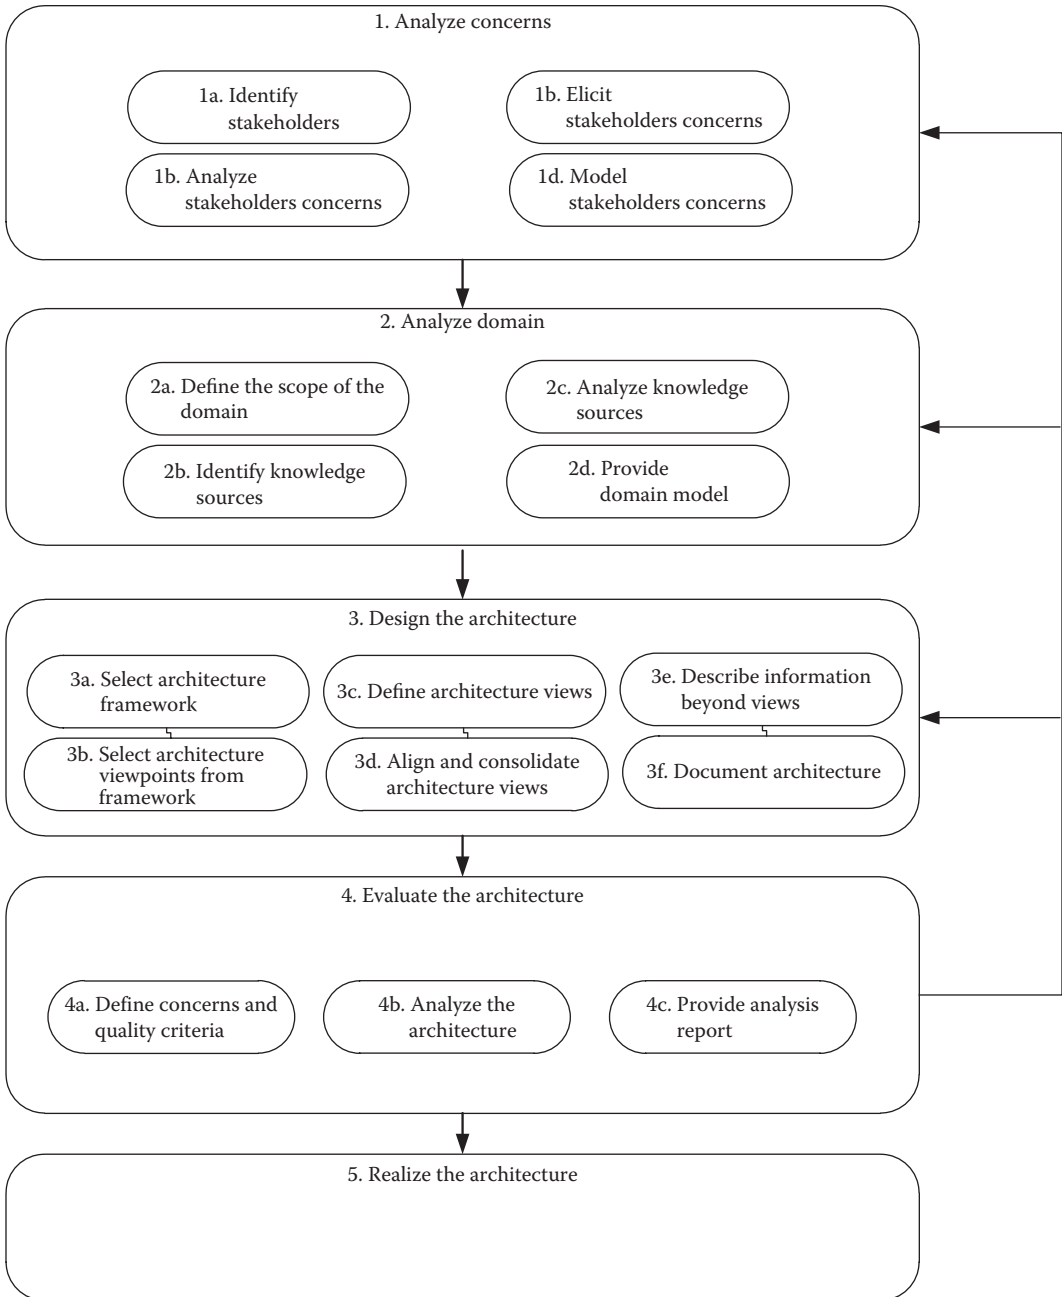 1. Analyze concerns
1a. Identify
stakeholders
1b. Elicit
stakeholders concerns
1b. Analyze
stakeholders concerns
1d. Model
stakeholders concerns
2. Analyze domain
2a. Define the scope of the
domain
2c. Analyze knowledge
sources
2b. Identify knowledge
sources
2d. Provide
domain model
3. Design the architecture
3a. Select architecture
framework
3c. Define architecture views
3e. Describe information
beyond views
3b. Select architecture
viewpoints from
framework
3d. Align and consolidate
architecture views
3f. Document architecture
4. Evaluate the architecture
4a. Define concerns and
quality criteria
4b. Analyze the
architecture
4c. Provide analysis
report
5. Realize the architecture